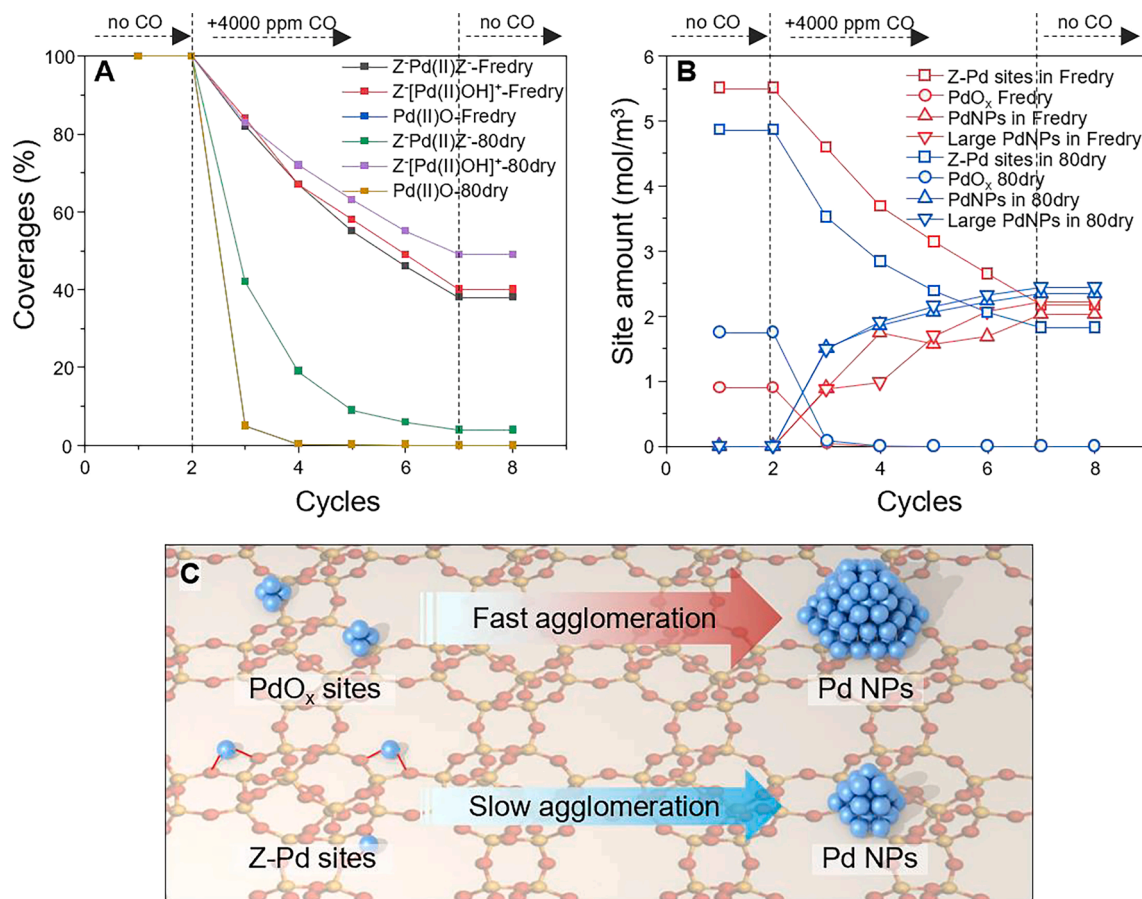 no CO
+4000 ppm CO
no CO
A
100
80
60
40
20
0
Coverages (%)
0
2
4
6
8
Cycles
Z⁻Pd(II)Z⁻-Fredry
Z⁻[Pd(II)OH]⁺-Fredry
Pd(II)O-Fredry
Z⁻Pd(II)Z⁻-80dry
Z⁻[Pd(II)OH]⁺-80dry
Pd(II)O-80dry
no CO
+4000 ppm CO
no CO
B
6
5
4
3
2
1
0
Site amount (mol/m³)
0
2
4
6
8
Cycles
Z-Pd sites in Fredry
PdOₓ Fredry
PdNPs in Fredry
Large PdNPs in Fredry
Z-Pd sites in 80dry
PdOₓ 80dry
PdNPs in 80dry
Large PdNPs in 80dry
C
Fast agglomeration
PdOₓ sites
Pd NPs
Slow agglomeration
Z-Pd sites
Pd NPs